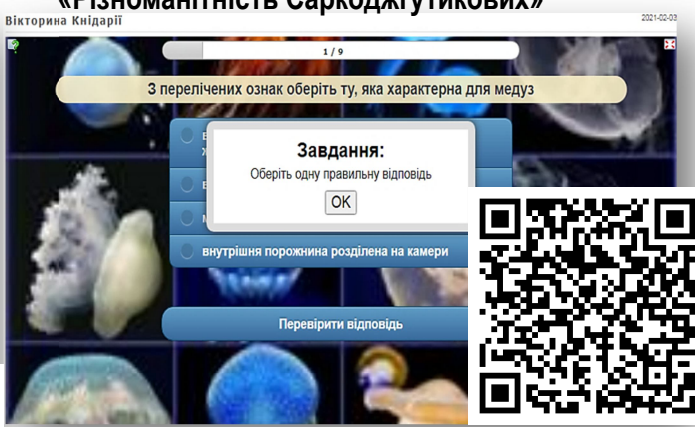 «Різноманітність Саркоджгутикових»
Вікторина Кнідарії
2021-02-03
1 / 9
З перелічених ознак оберіть ту, яка характерна для медуз
Завдання:
Оберіть одну правильну відповідь
OK
внутрішня порожнина розділена на камери
Перевірити відповідь